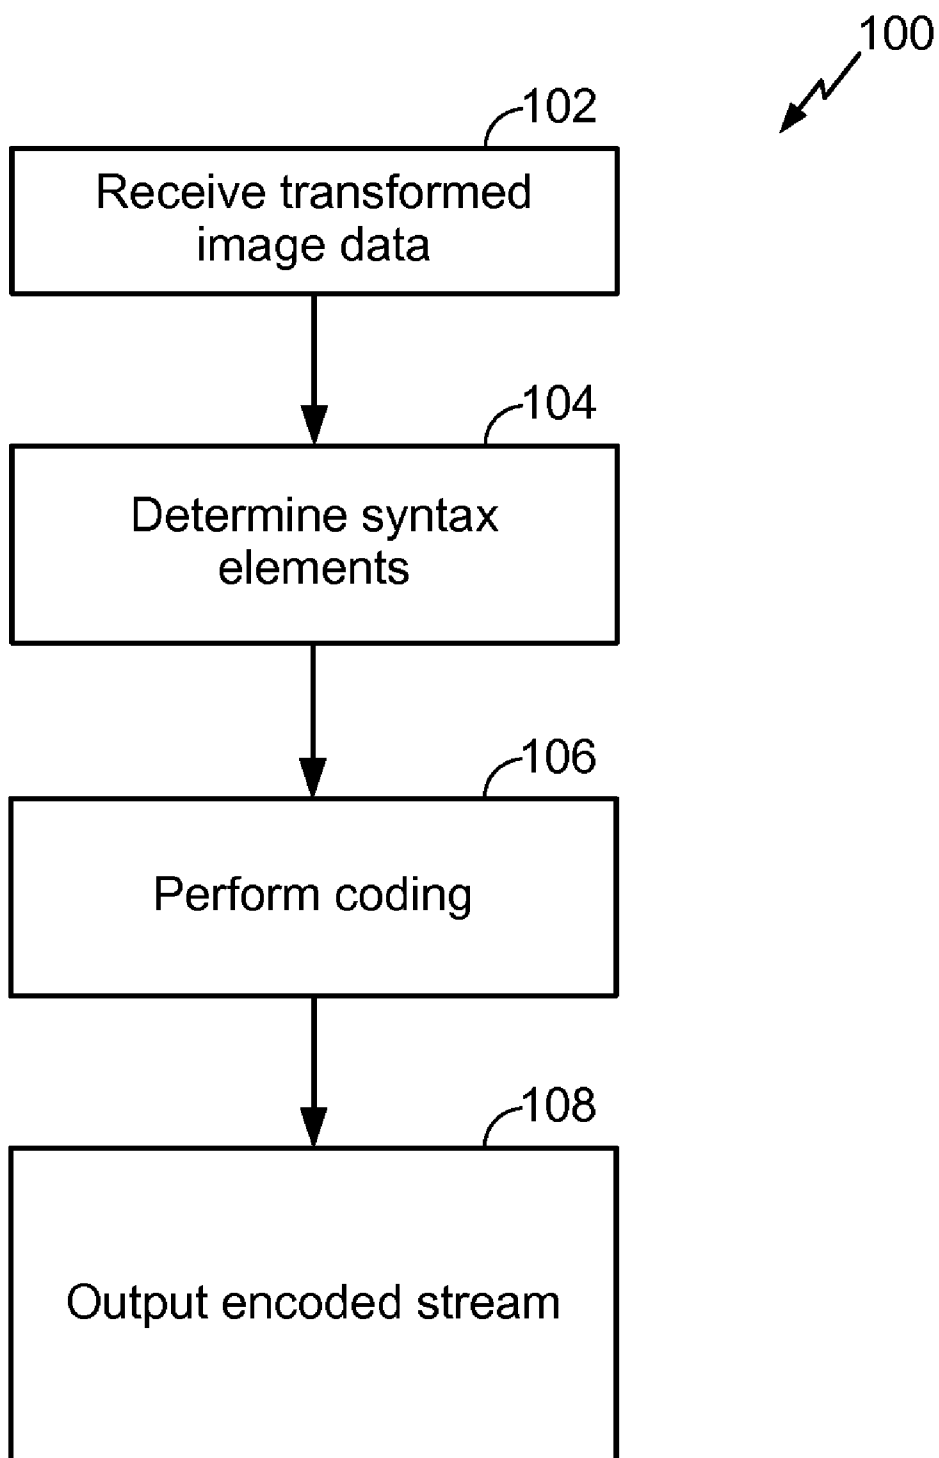 100
102
Receive transformed
image data
104
Determine syntax
elements
106
Perform coding
108
Output encoded stream